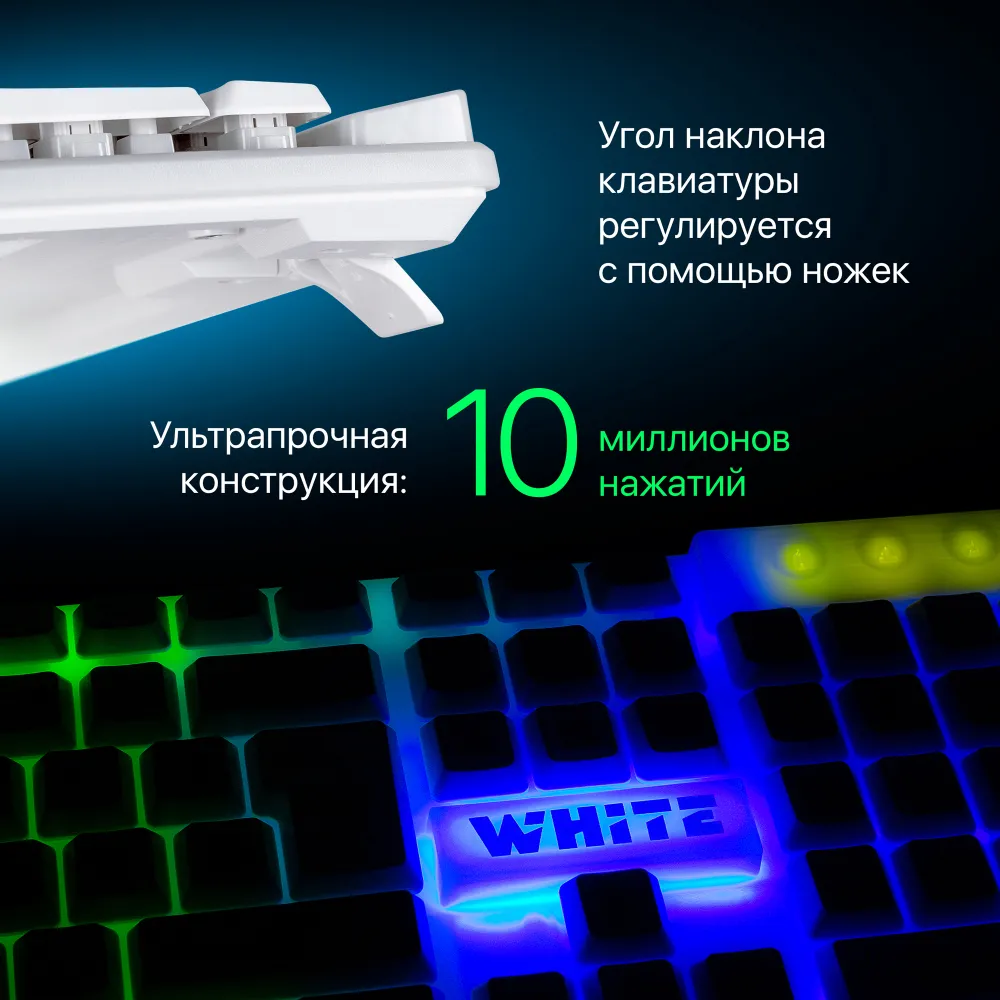 Угол наклона
клавиатуры
регулируется
с помощью ножек
Ультрапрочная
конструкция:
10
миллионов
нажатий
WHITE